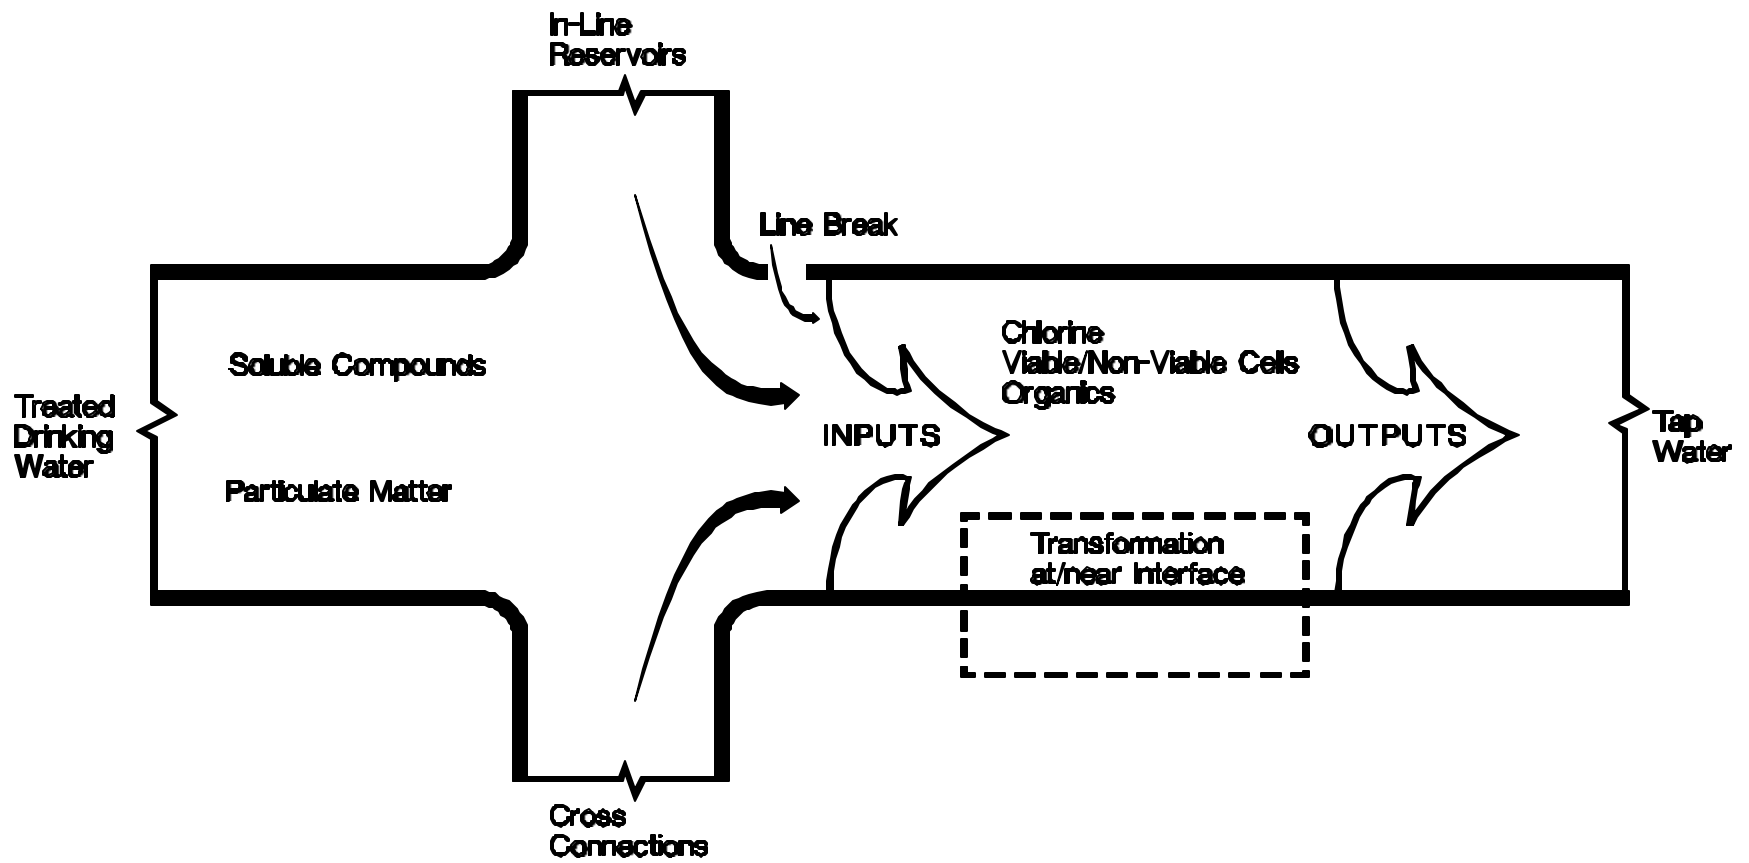 In-Line
Reservoirs
Line Break
Soluble Compounds
Chlorine
Viable/Non-Viable Cells
Organics
Treated
Drinking
Water
INPUTS
OUTPUTS
Tap
Water
Particulate Matter
Transformation
at/near Interface
Cross
Connections